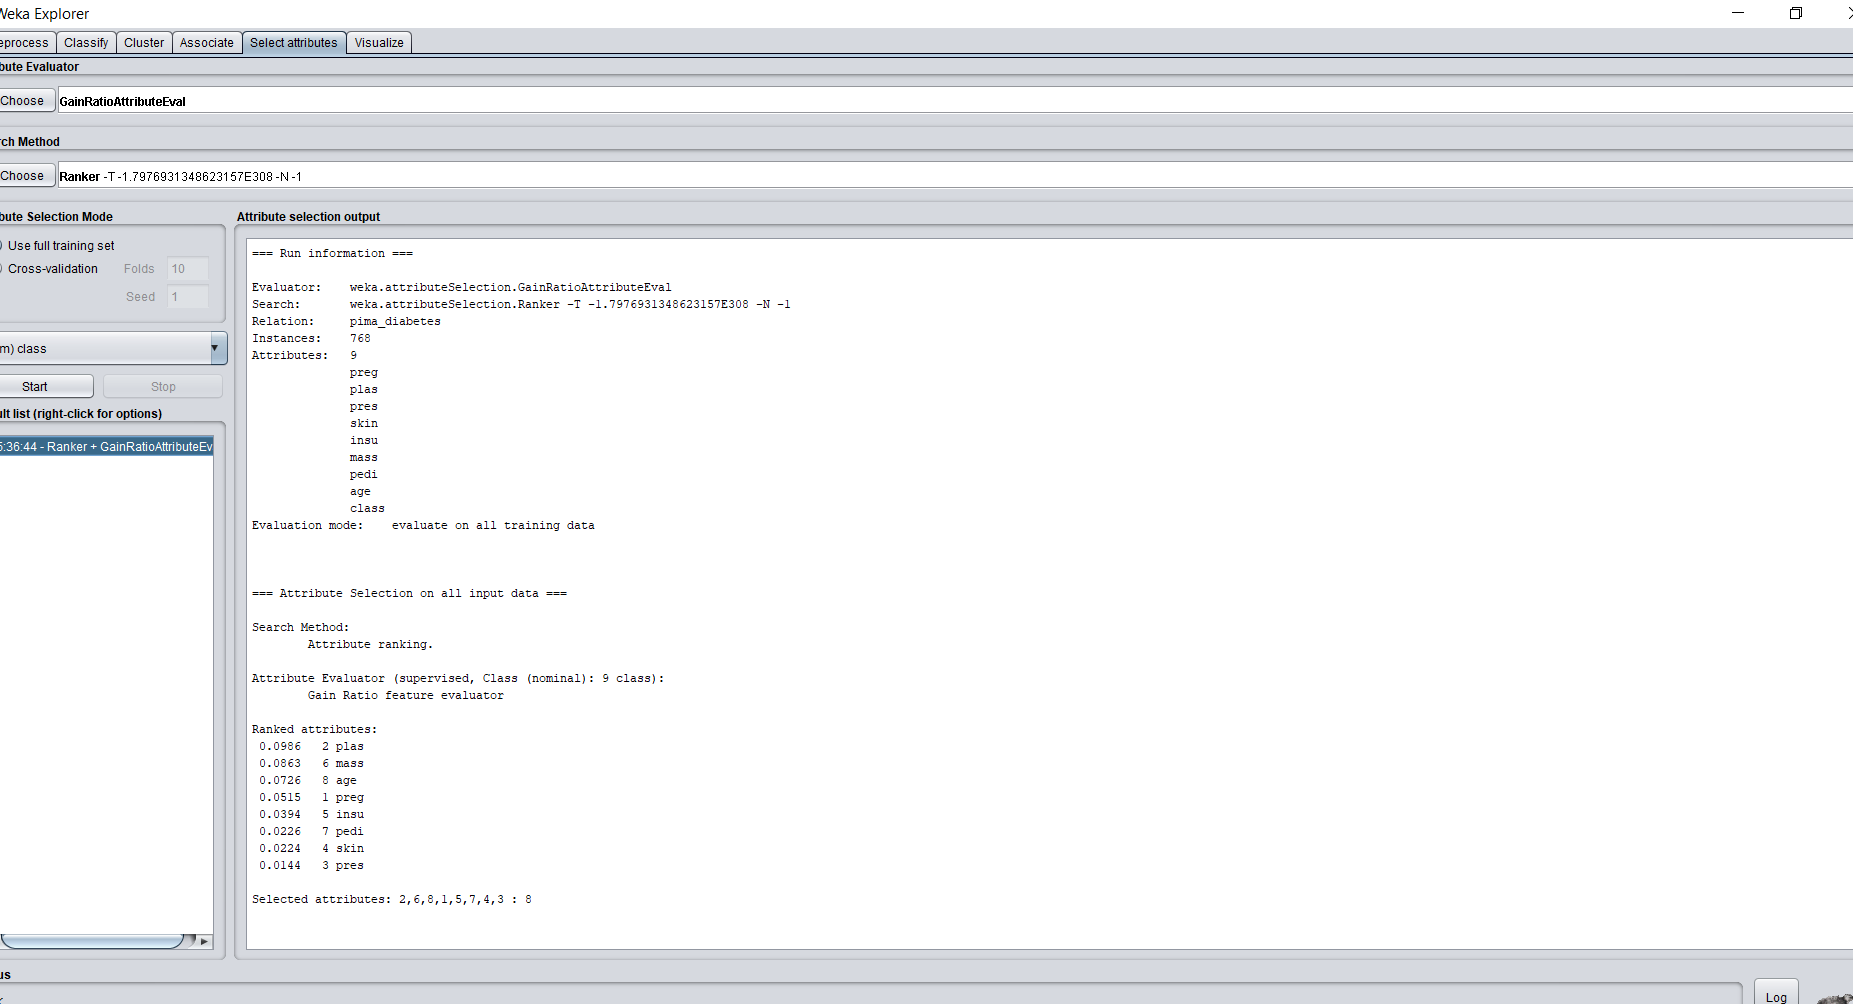 Weka Explorer
eprocess Classify Cluster Associate Select attributes Visualize
bute Evaluator
Choose GainRatioAttributeEval
rch Method
Choose Ranker -T -1.7976931348623157E308 -N -1
bute Selection Mode
Use full training set
Cross-validation Folds 10
Seed 1
m) class
Start Stop
ult list (right-click for options)
5:36:44 - Ranker + GainRatioAttributeEv
Attribute selection output
=== Run information ===
Evaluator: weka.attributeSelection.GainRatioAttributeEval
Search: weka.attributeSelection.Ranker -T -1.7976931348623157E308 -N -1
Relation: pima_diabetes
Instances: 768
Attributes: 9
preg
plas
pres
skin
insu
mass
pedi
age
class
Evaluation mode: evaluate on all training data
=== Attribute Selection on all input data ===
Search Method:
Attribute ranking.
Attribute Evaluator (supervised, Class (nominal): 9 class):
Gain Ratio feature evaluator
Ranked attributes:
0.0986 2 plas
0.0863 6 mass
0.0726 8 age
0.0515 1 preg
0.0394 5 insu
0.0226 7 pedi
0.0224 4 skin
0.0144 3 pres
Selected attributes: 2,6,8,1,5,7,4,3 : 8
us
Log